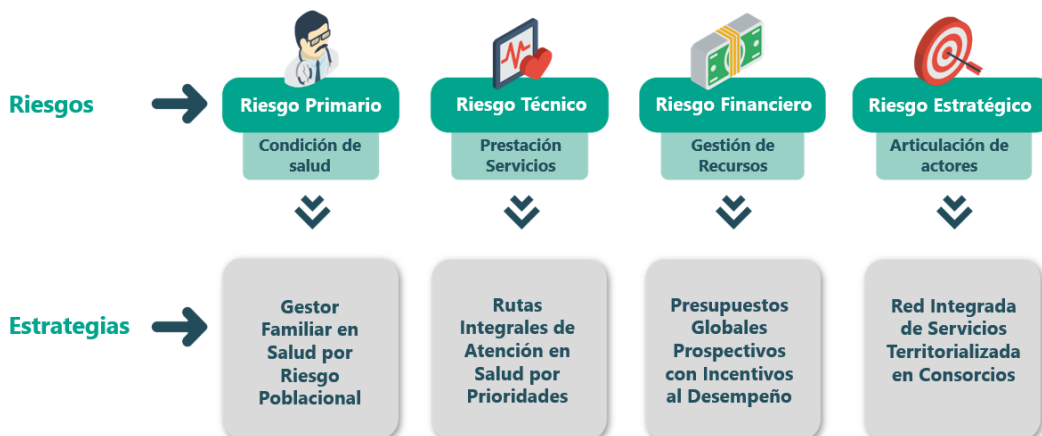 Riesgos
Riesgo Primario
Condición de
salud
Riesgo Técnico
Prestación
Servicios
Riesgo Financiero
Gestión de
Recursos
Riesgo Estratégico
Articulación de
actores
Estrategias
Gestor
Familiar en
Salud por
Riesgo
Poblacional
Rutas
Integrales de
Atención en
Salud por
Prioridades
Presupuestos
Globales
Prospectivos
con Incentivos
al Desempeño
Red Integrada
de Servicios
Territorializada
en Consorcios